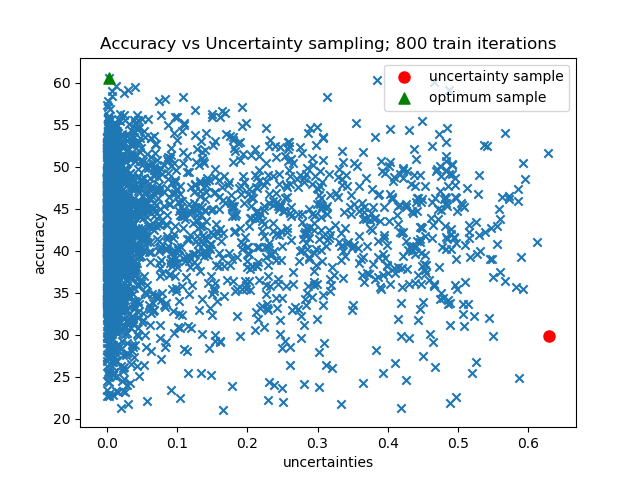 Accuracy vs Uncertainty sampling; 800 train iterations
uncertainty sample
optimum sample
60
55
50
45
40
35
30
25
20
accuracy
0.0 0.1 0.2 0.3 0.4 0.5 0.6
uncertainties